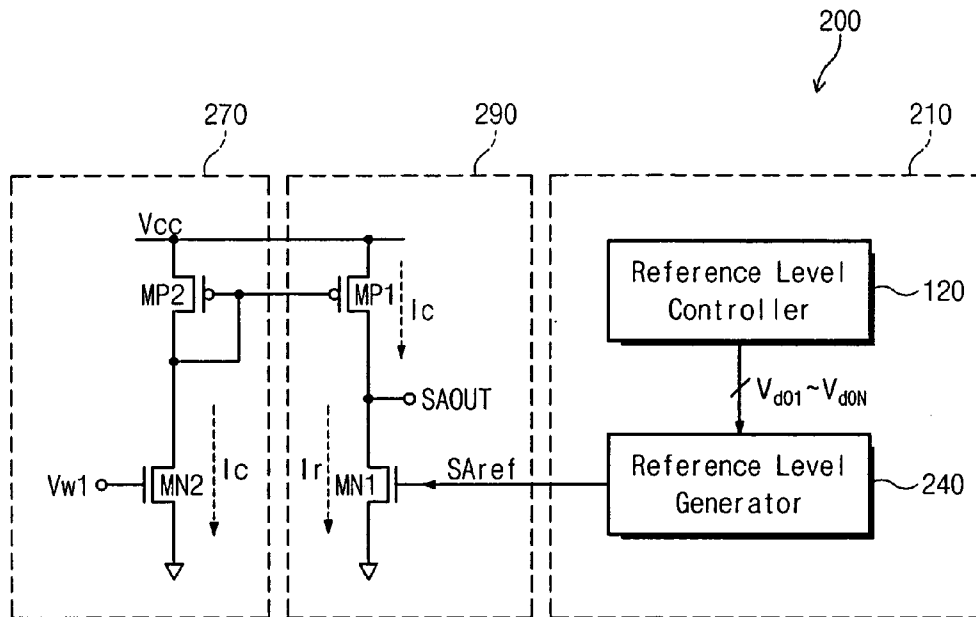 200
270
290
210
Vcc
MP2
MP1
Ic
Reference Level
Controller
120
SAOUT
Vd01~Vd0N
Vw1
MN2
Ic
Ir
MN1
SAref
Reference Level
Generator
240